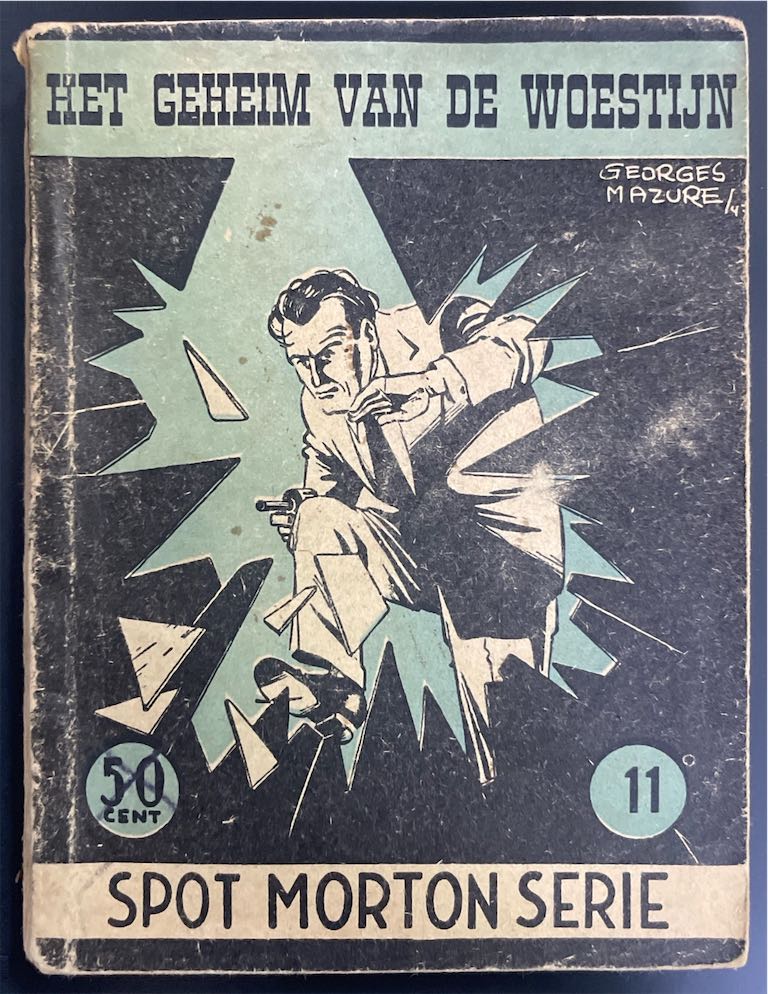 HET GEHEIM VAN DE WOESTIJN
GEORGES
MAZURE
50
CENT
11
SPOT MORTON SERIE